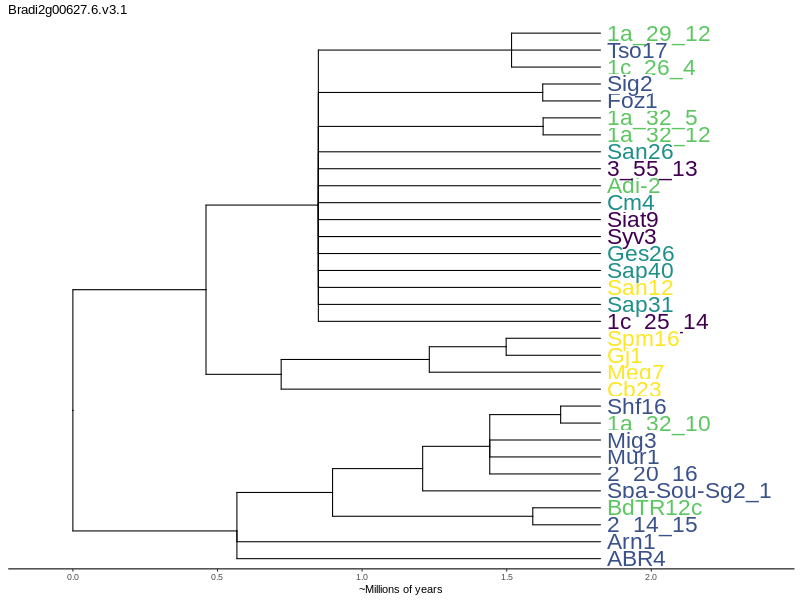 Bradi2g00627.6.v3.1
1a_29_12
Tso17
1c_26_4
Sig2
Foz1
1a_32_5
1a_32_12
San26
3_55_13
Adi-2
Cm4
Siat9
Syv3
Ges26
Sap40
San12
Sap31
1c_25_14
Spm16
Gj1
Meg7
Cb23
Shf16
1a_32_10
Mig3
Mur1
2_20_16
Spa-Sou-Sg2_1
BdTR12c
2_14_15
Arn1
ABR4
0.0 0.5 1.0 1.5 2.0
~Millions of years